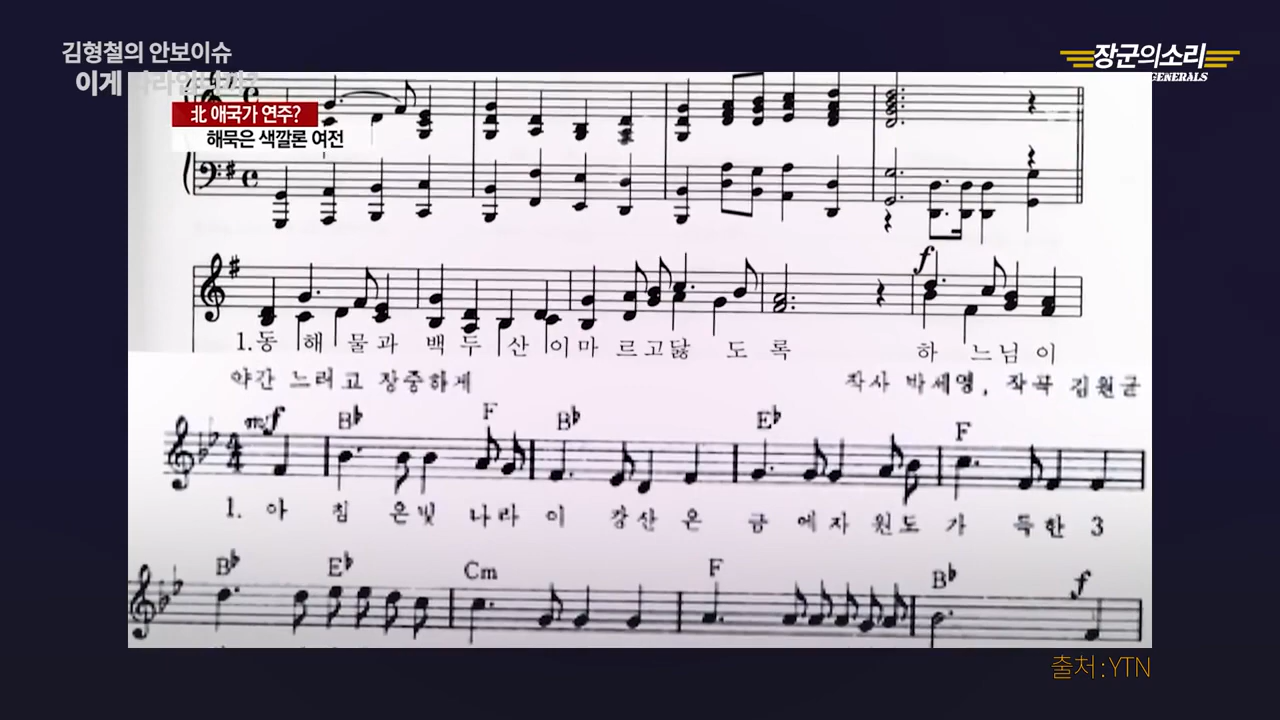 김형철의 안보이슈
이게
장군의소리
GENERALS
北 애국가 연주?
해묵은 색깔론 여전
f
1.동 해 물과 백 두 산 이마 르고닳 도 록 하 느님 이
야간 느리고 장중하게 작사 박세영, 작곡 김원균
mf B♭ F B♭ E♭ F
1. 아 침 은빛 나라 이 강산 은 금 에자 원도 가 득한 3
B♭ E♭ Cm F B♭ f
출처:YTN